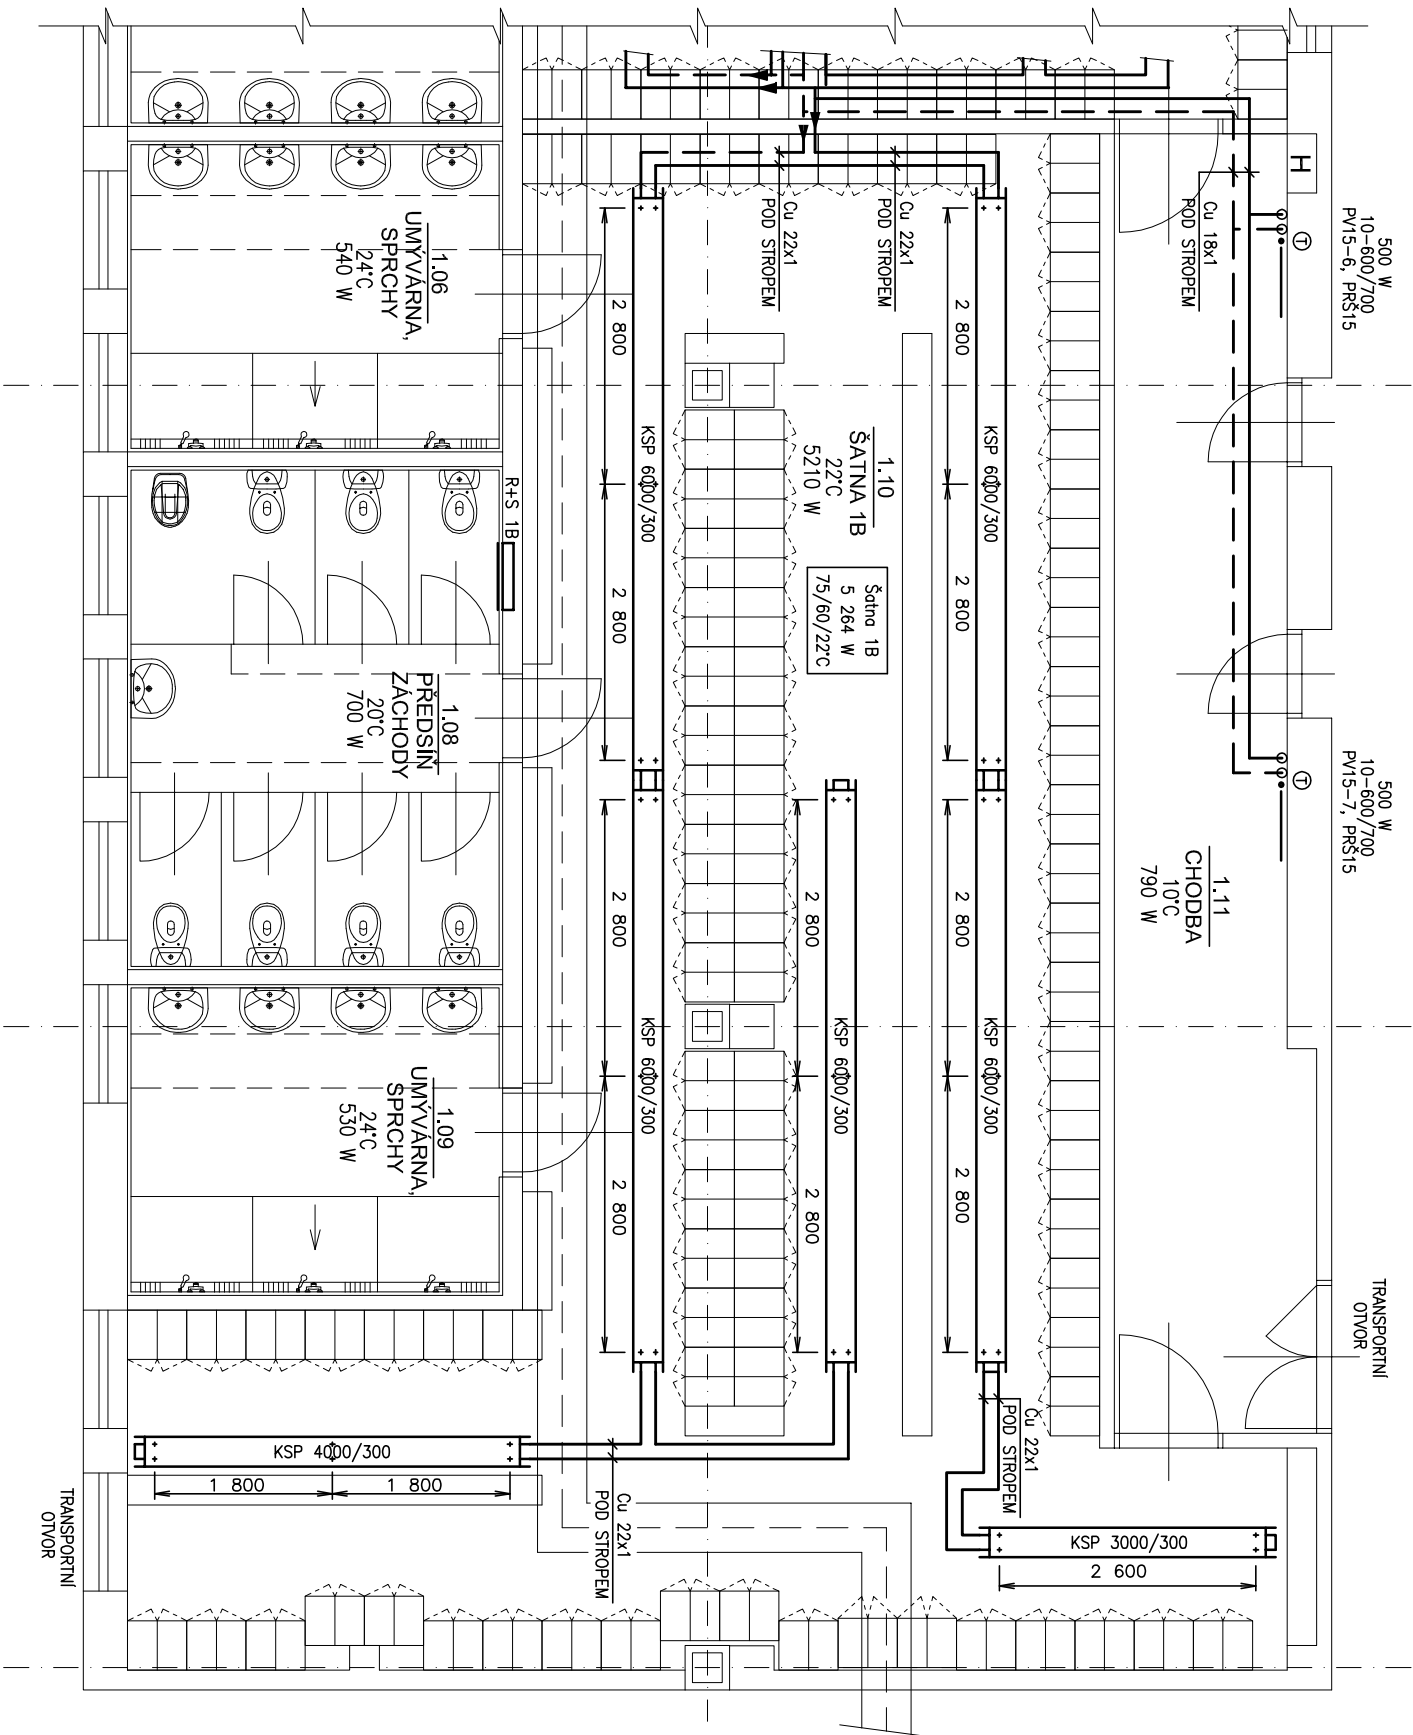 500 W
10-600/700
PV15-6, PRŠ15
500 W
10-600/700
PV15-7, PRŠ15
TRANSPORTNÍ
OTVOR
H
T
T
Cu 18x1
POD STROPEM
1.11
CHODBA
10°C
790 W
Cu 22x1
POD STROPEM
Cu 22x1
POD STROPEM
2 800
2 800
2 800
2 800
KSP 6000/300
KSP 6000/300
Cu 22x1
POD STROPEM
KSP 3000/300
2 600
1.10
ŠATNA 1B
22°C
5210 W
Šatna 1B
5 264 W
75/60/22°C
2 800
2 800
KSP 6000/300
KSP 6000/300
KSP 6000/300
2 800
2 800
2 800
2 800
1.06
UMÝVÁRNA,
SPRCHY
24°C
540 W
R+S 1B
1.08
PŘEDSÍŇ
ZÁCHODY
20°C
700 W
1.09
UMÝVÁRNA,
SPRCHY
24°C
530 W
KSP 4000/300
1 800
1 800
Cu 22x1
POD STROPEM
TRANSPORTNÍ
OTVOR